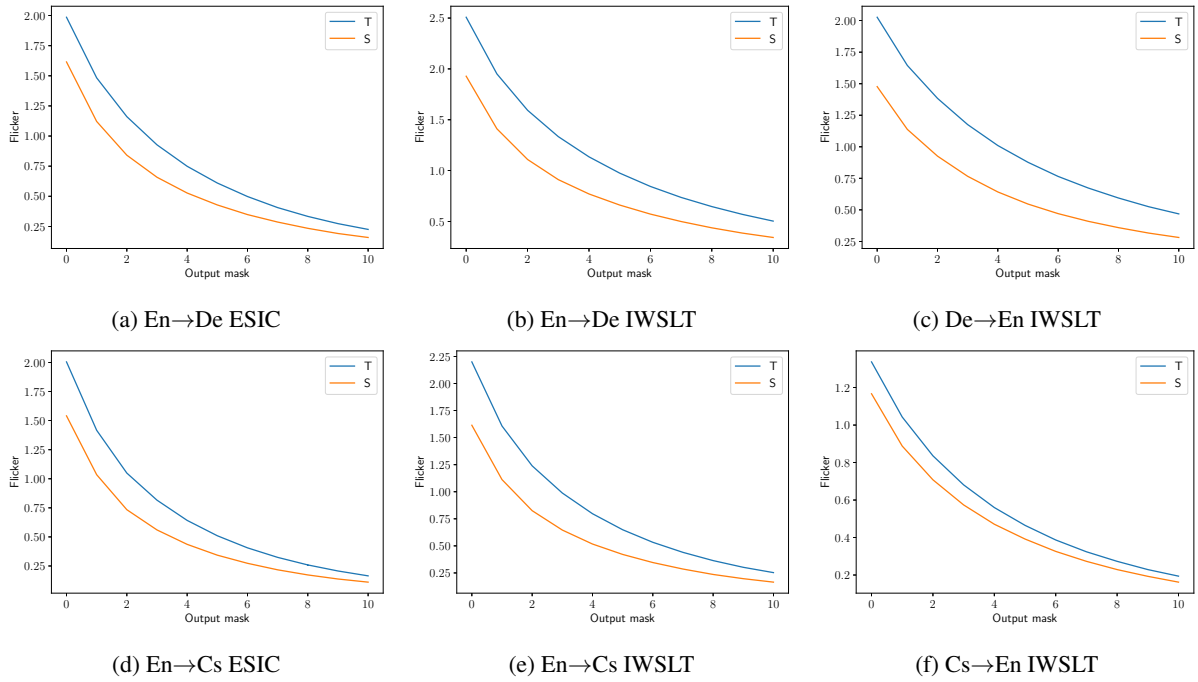 2.00
1.75
1.50
1.25
1.00
0.75
0.50
0.25
Flicker
0 2 4 6 8 10
Output mask
T
S
(a) En→De ESIC
2.5
2.0
1.5
1.0
0.5
Flicker
0 2 4 6 8 10
Output mask
T
S
(b) En→De IWSLT
2.00
1.75
1.50
1.25
1.00
0.75
0.50
0.25
Flicker
0 2 4 6 8 10
Output mask
T
S
(c) De→En IWSLT
2.00
1.75
1.50
1.25
1.00
0.75
0.50
0.25
Flicker
0 2 4 6 8 10
Output mask
T
S
(d) En→Cs ESIC
2.25
2.00
1.75
1.50
1.25
1.00
0.75
0.50
0.25
Flicker
0 2 4 6 8 10
Output mask
T
S
(e) En→Cs IWSLT
1.2
1.0
0.8
0.6
0.4
0.2
Flicker
0 2 4 6 8 10
Output mask
T
S
(f) Cs→En IWSLT